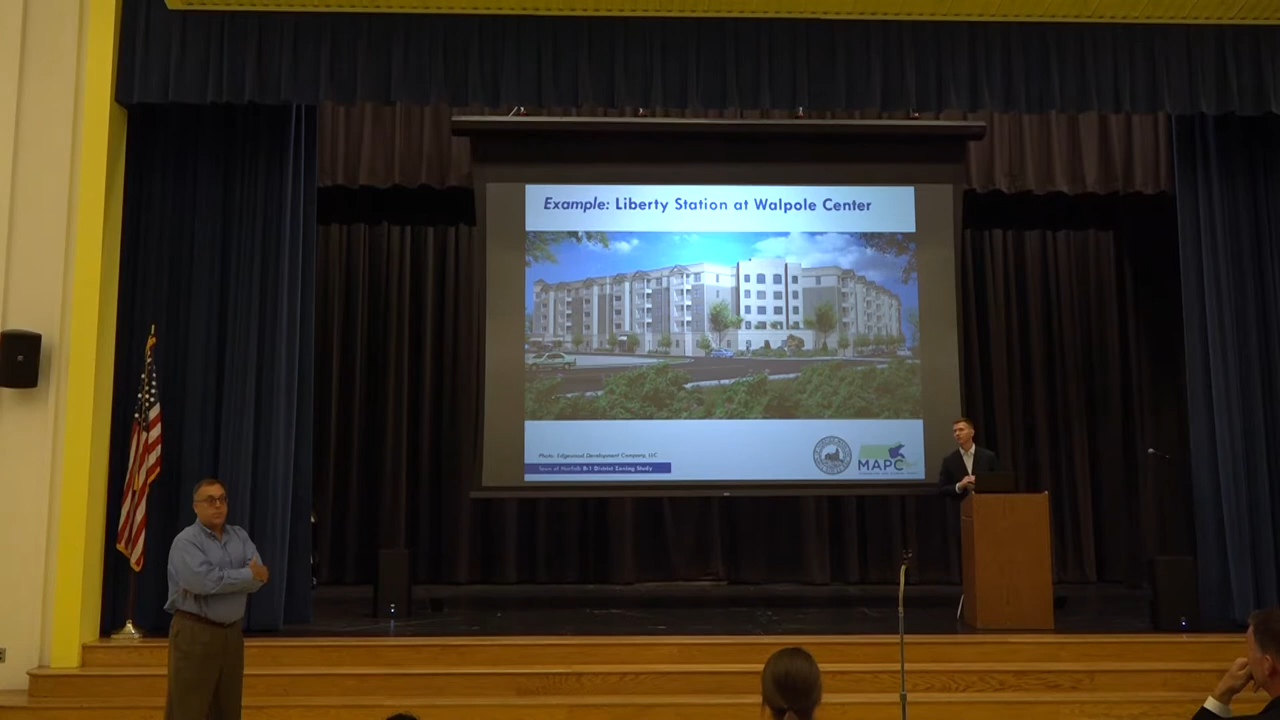 Example: Liberty Station at Walpole Center
Photo: Edgewood Development Company, LLC
Town of Norfolk B-1 District Zoning Study
MAPC